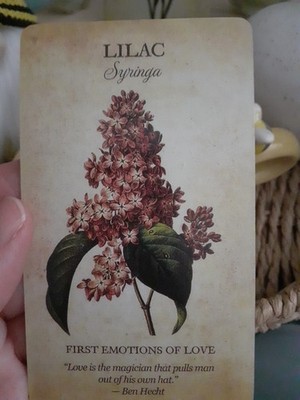 LILAC
Syringa
FIRST EMOTIONS OF LOVE
“Love is the magician that pulls man
out of his own hat.”
— Ben Hecht